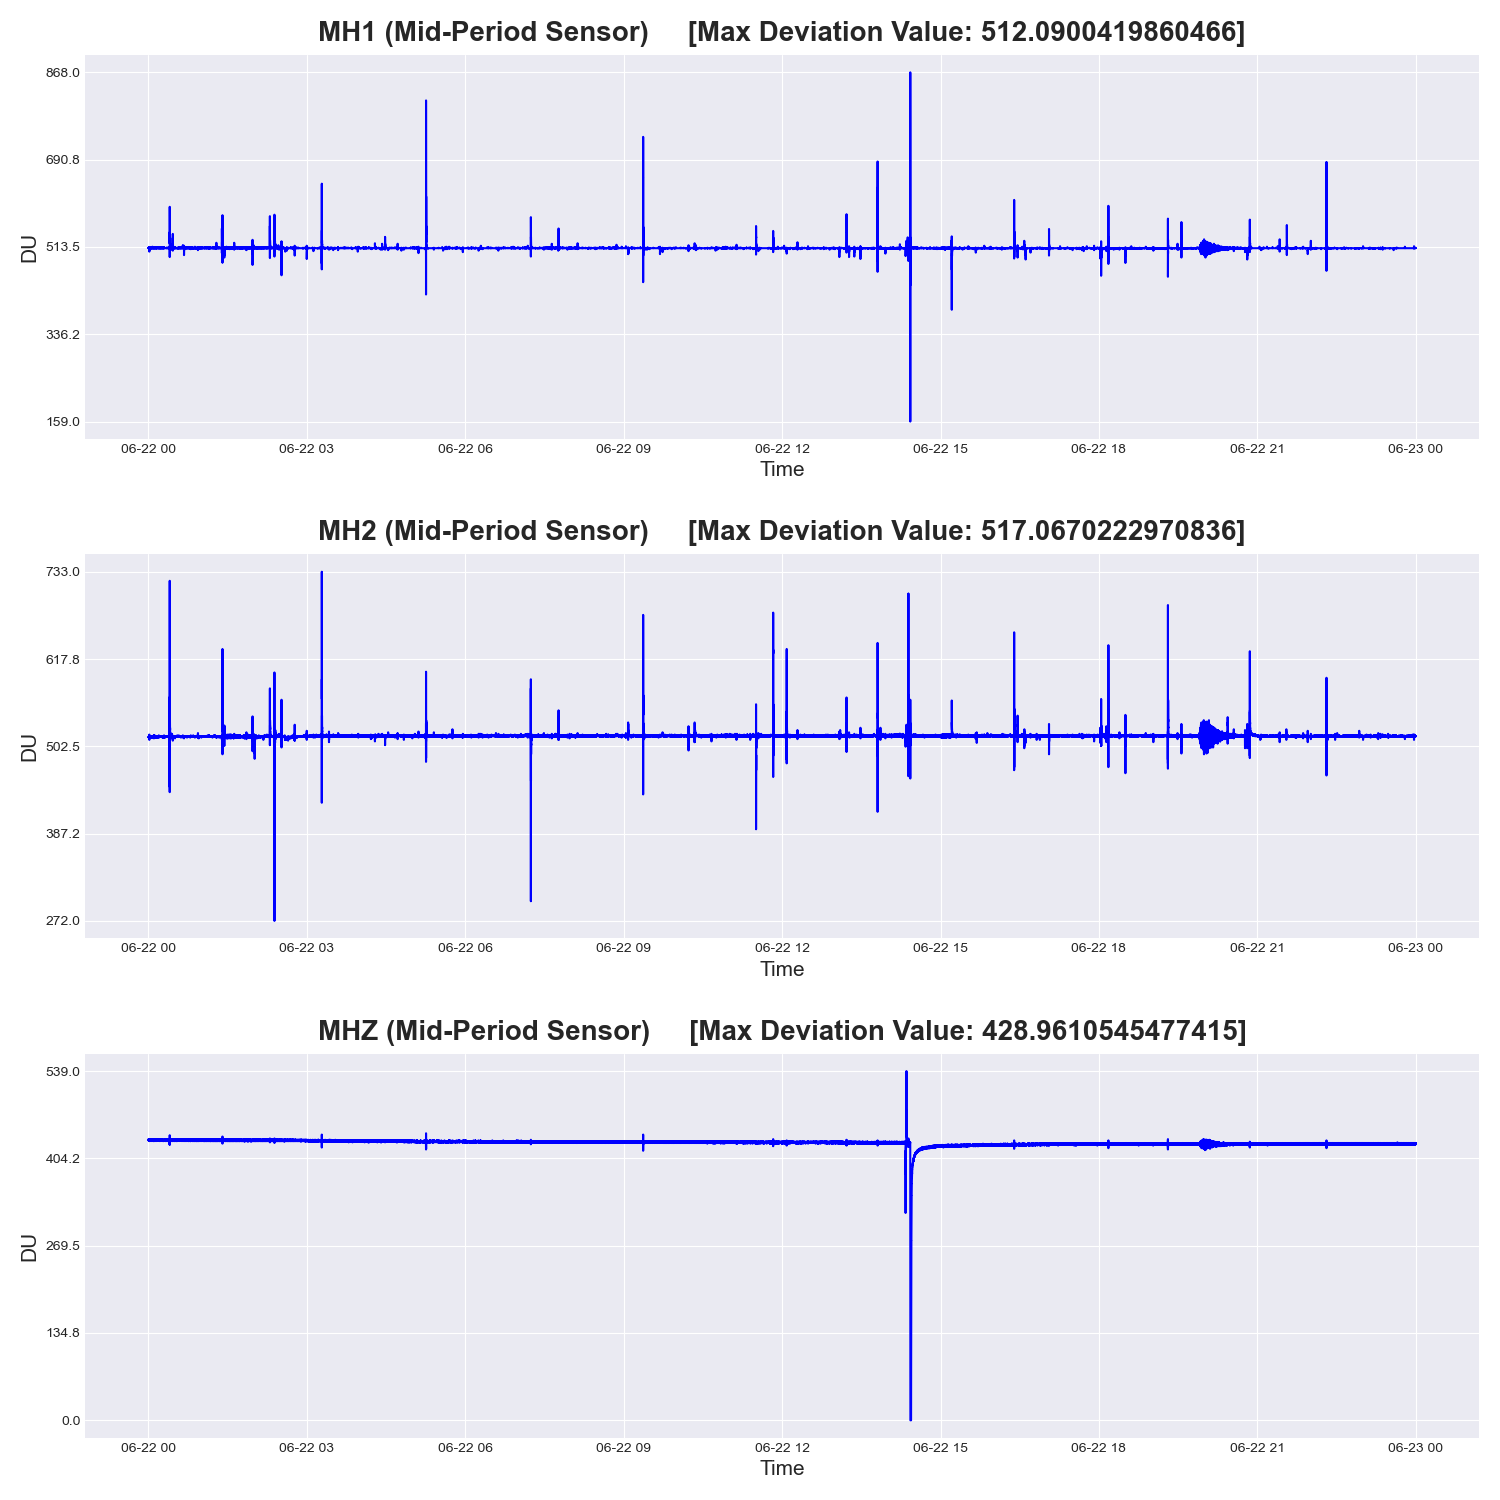 MH1 (Mid-Period Sensor) [Max Deviation Value: 512.0900419860466]
868.0
690.8
513.5
336.2
159.0
DU
06-22 00 06-22 03 06-22 06 06-22 09 06-22 12 06-22 15 06-22 18 06-22 21 06-23 00
Time
MH2 (Mid-Period Sensor) [Max Deviation Value: 517.0670222970836]
733.0
617.8
502.5
387.2
272.0
DU
06-22 00 06-22 03 06-22 06 06-22 09 06-22 12 06-22 15 06-22 18 06-22 21 06-23 00
Time
MHZ (Mid-Period Sensor) [Max Deviation Value: 428.9610545477415]
539.0
404.2
269.5
134.8
0.0
DU
06-22 00 06-22 03 06-22 06 06-22 09 06-22 12 06-22 15 06-22 18 06-22 21 06-23 00
Time